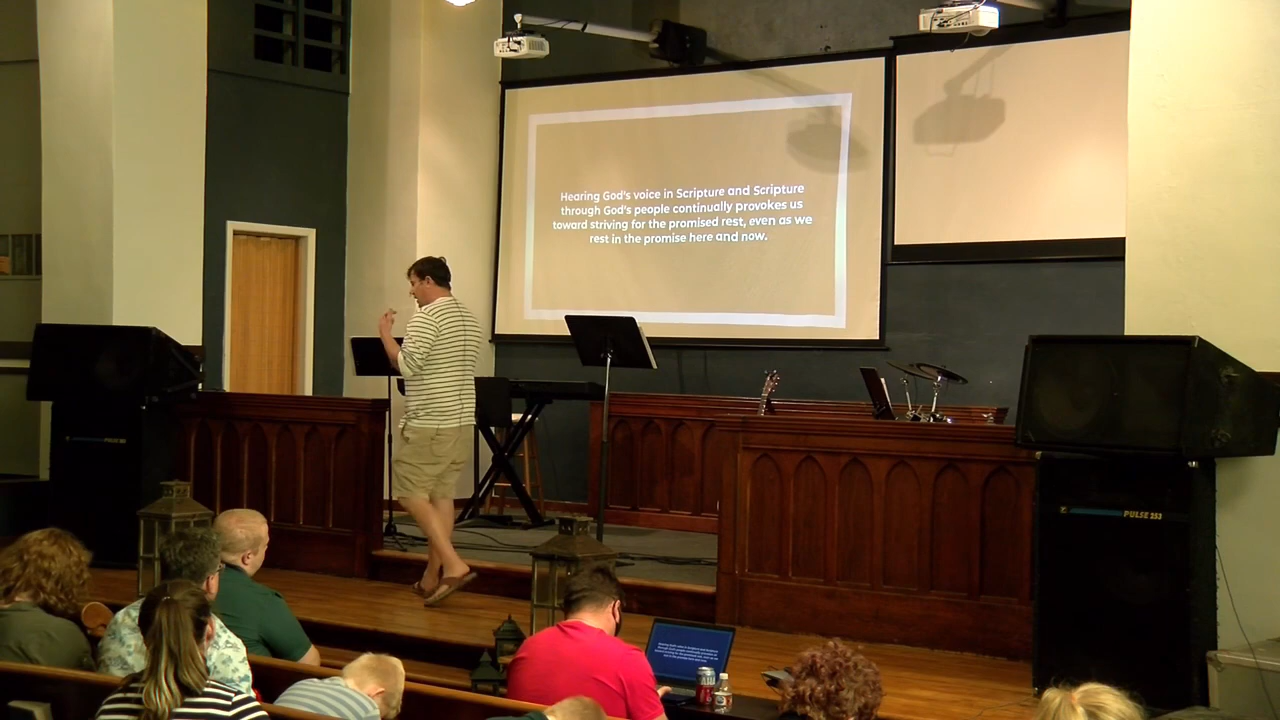 Hearing God's voice in Scripture and Scripture
through God's people continually provokes us
toward striving for the promised rest, even as we
rest in the promise here and now.
PULSE 253